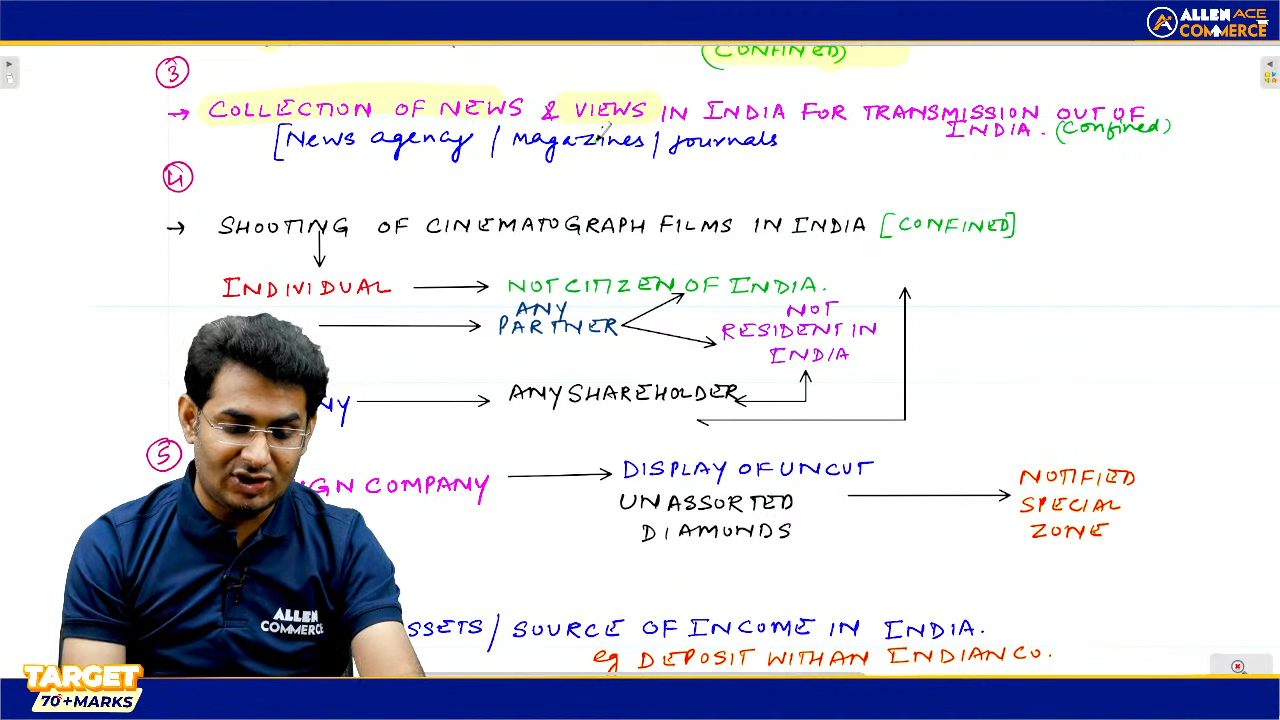 ALLEN ACE
COMMERCE
(CONFINED)
③
→ COLLECTION OF NEWS & VIEWS IN INDIA FOR TRANSMISSION OUT OF
INDIA. (Confined)
[News agency / magazines / journals
④
→ SHOOTING OF CINEMATOGRAPH FILMS IN INDIA [CONFINED]
INDIVIDUAL → NOT CITIZEN OF INDIA.
→ ANY
PARTNER
NOT
RESIDENT IN
INDIA
NY → ANY SHAREHOLDER
⑤
IGN COMPANY → DISPLAY OF UNCUT
UNASSORTED
DIAMONDS
→ NOTIFIED
SPECIAL
ZONE
SSETS / SOURCE OF INCOME IN INDIA.
eg DEPOSIT WITH AN INDIAN CO.
ALLEN
COMMERCE
TARGET
70+MARKS